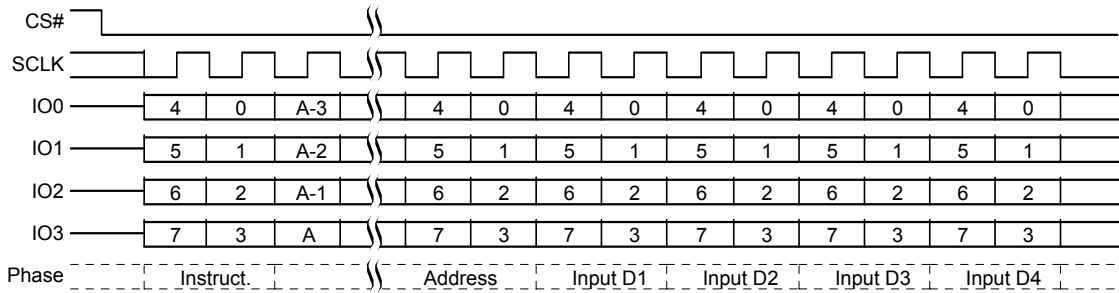 CS#
SCLK
IO0 4 0 A-3 4 0 4 0 4 0 4 0 4 0
IO1 5 1 A-2 5 1 5 1 5 1 5 1 5 1
IO2 6 2 A-1 6 2 6 2 6 2 6 2 6 2
IO3 7 3 A 7 3 7 3 7 3 7 3 7 3
Phase Instruct. Address Input D1 Input D2 Input D3 Input D4